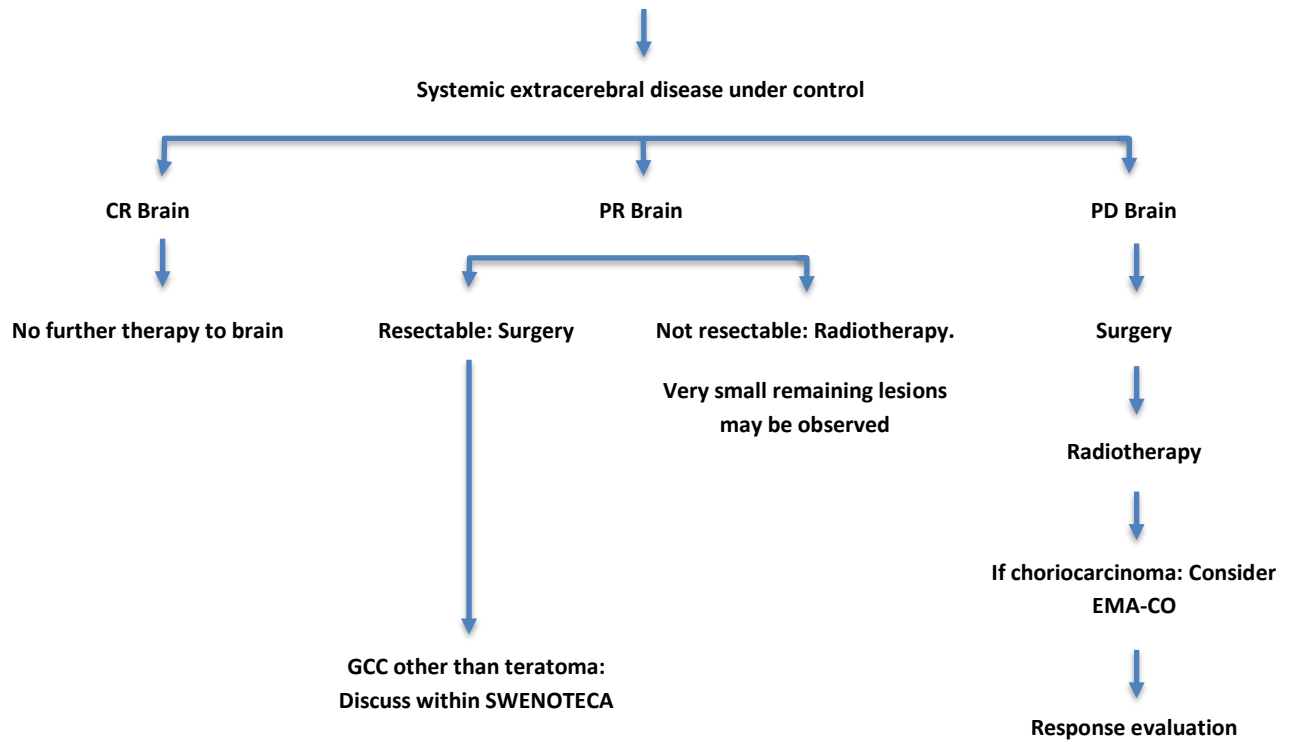 Systemic extracerebral disease under control
CR Brain
PR Brain
PD Brain
No further therapy to brain
Resectable: Surgery
Not resectable: Radiotherapy.
Very small remaining lesions
may be observed
Surgery
Radiotherapy
If choriocarcinoma: Consider
EMA-CO
GCC other than teratoma:
Discuss within SWENOTECA
Response evaluation